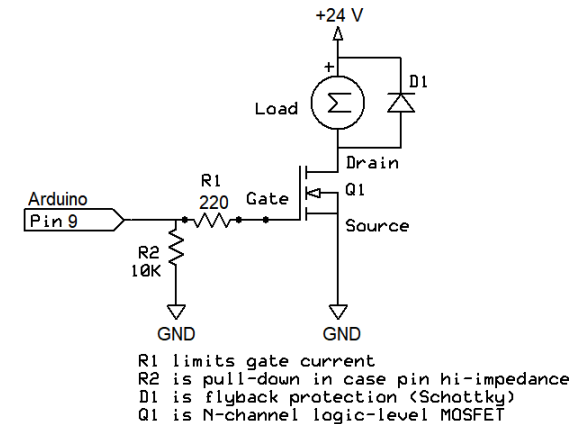 +24 V
+
D1
Load
Σ
Drain
R1
220
Gate
Q1
Arduino
Pin 9
Source
R2
10K
GND
GND
R1 limits gate current
R2 is pull-down in case pin hi-impedance
D1 is flyback protection (Schottky)
Q1 is N-channel logic-level MOSFET